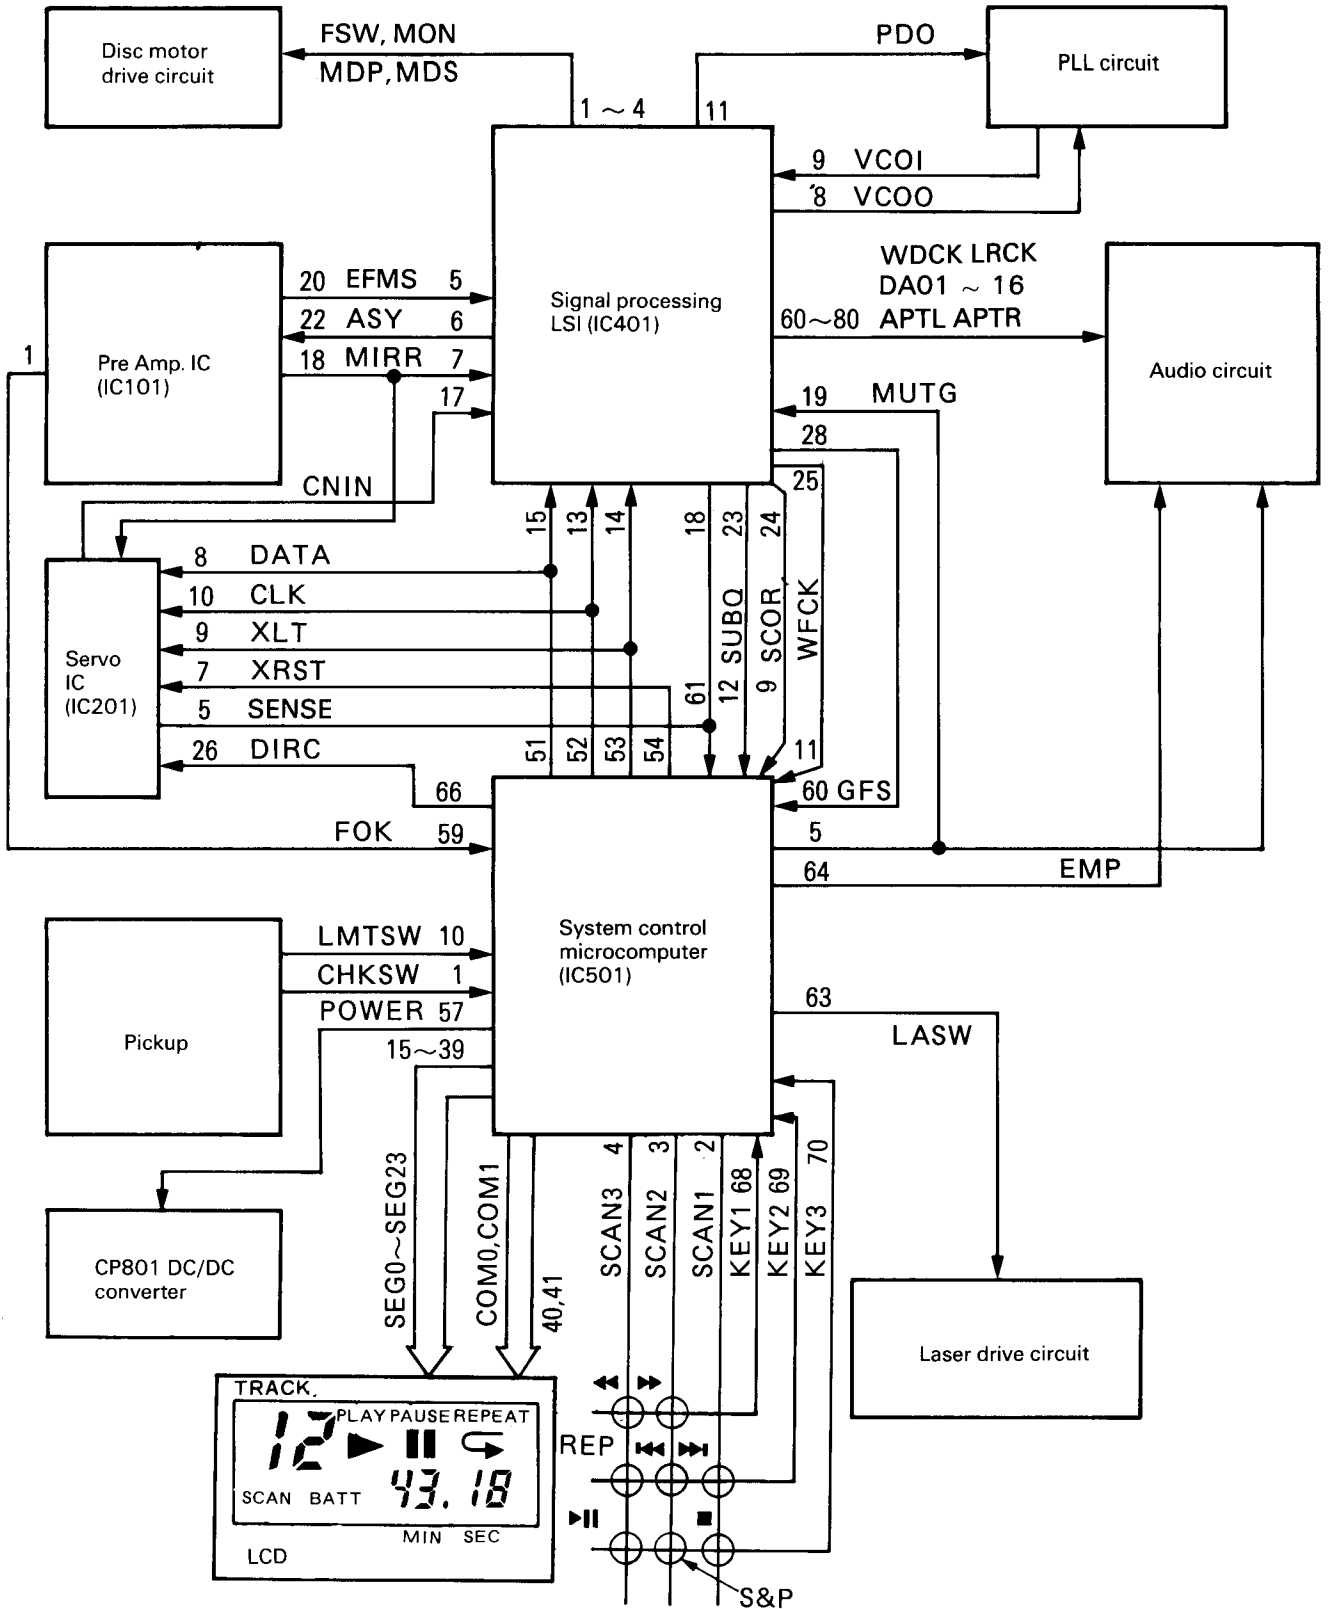 Disc motor
drive circuit
FSW, MON
MDP, MDS
1 ~ 4
PDO
11
PLL circuit
9 VCOI
8 VCOO
Pre Amp. IC
(IC101)
1
20 EFMS 5
22 ASY 6
18 MIRR 7
17
CNIN
Signal processing
LSI (IC401)
WDCK LRCK
DA01 ~ 16
60~80 APTL APTR
Audio circuit
19 MUTG
28
25
15
13
14
18
23
24
Servo
IC
(IC201)
8 DATA
10 CLK
9 XLT
7 XRST
5 SENSE
26 DIRC
66
FOK 59
51
52
53
54
61
12 SUBQ
9 SCOR
WFCK
11
60 GFS
5
64
EMP
System control
microcomputer
(IC501)
Pickup
LMTSW 10
CHKSW 1
POWER 57
15~39
63
LASW
CP801 DC/DC
converter
SEG0~SEG23
COM0,COM1
40,41
SCAN3 4
SCAN2 3
SCAN1 2
KEY1 68
KEY2 69
KEY3 70
Laser drive circuit
TRACK.
12 PLAY PAUSE REPEAT
43. 18
SCAN BATT
MIN SEC
LCD
REP
S&P